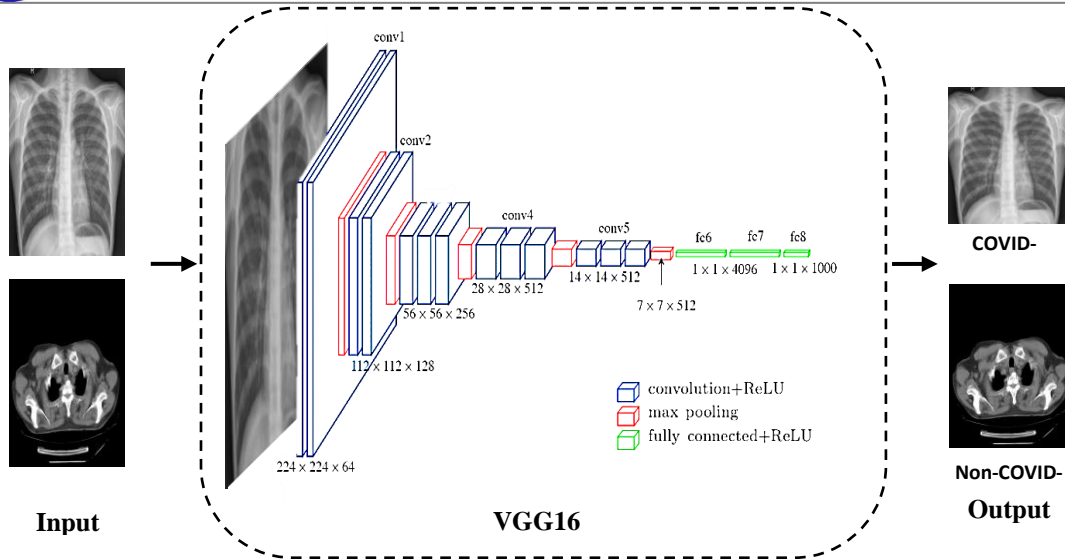 conv1
conv2
conv4
conv5
fc6
fc7
fc8
1 × 1 × 4096
1 × 1 × 1000
14 × 14 × 512
28 × 28 × 512
7 × 7 × 512
56 × 56 × 256
112 × 112 × 128
224 × 224 × 64
convolution+ReLU
max pooling
fully connected+ReLU
Input
VGG16
COVID-
Non-COVID-
Output